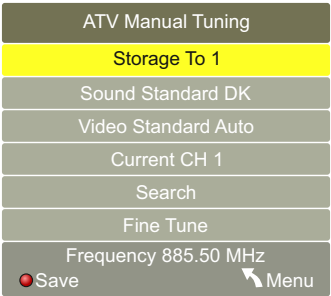 ATV Manual Tuning
Storage To 1
Sound Standard DK
Video Standard Auto
Current CH 1
Search
Fine Tune
Frequency 885.50 MHz
Save Menu